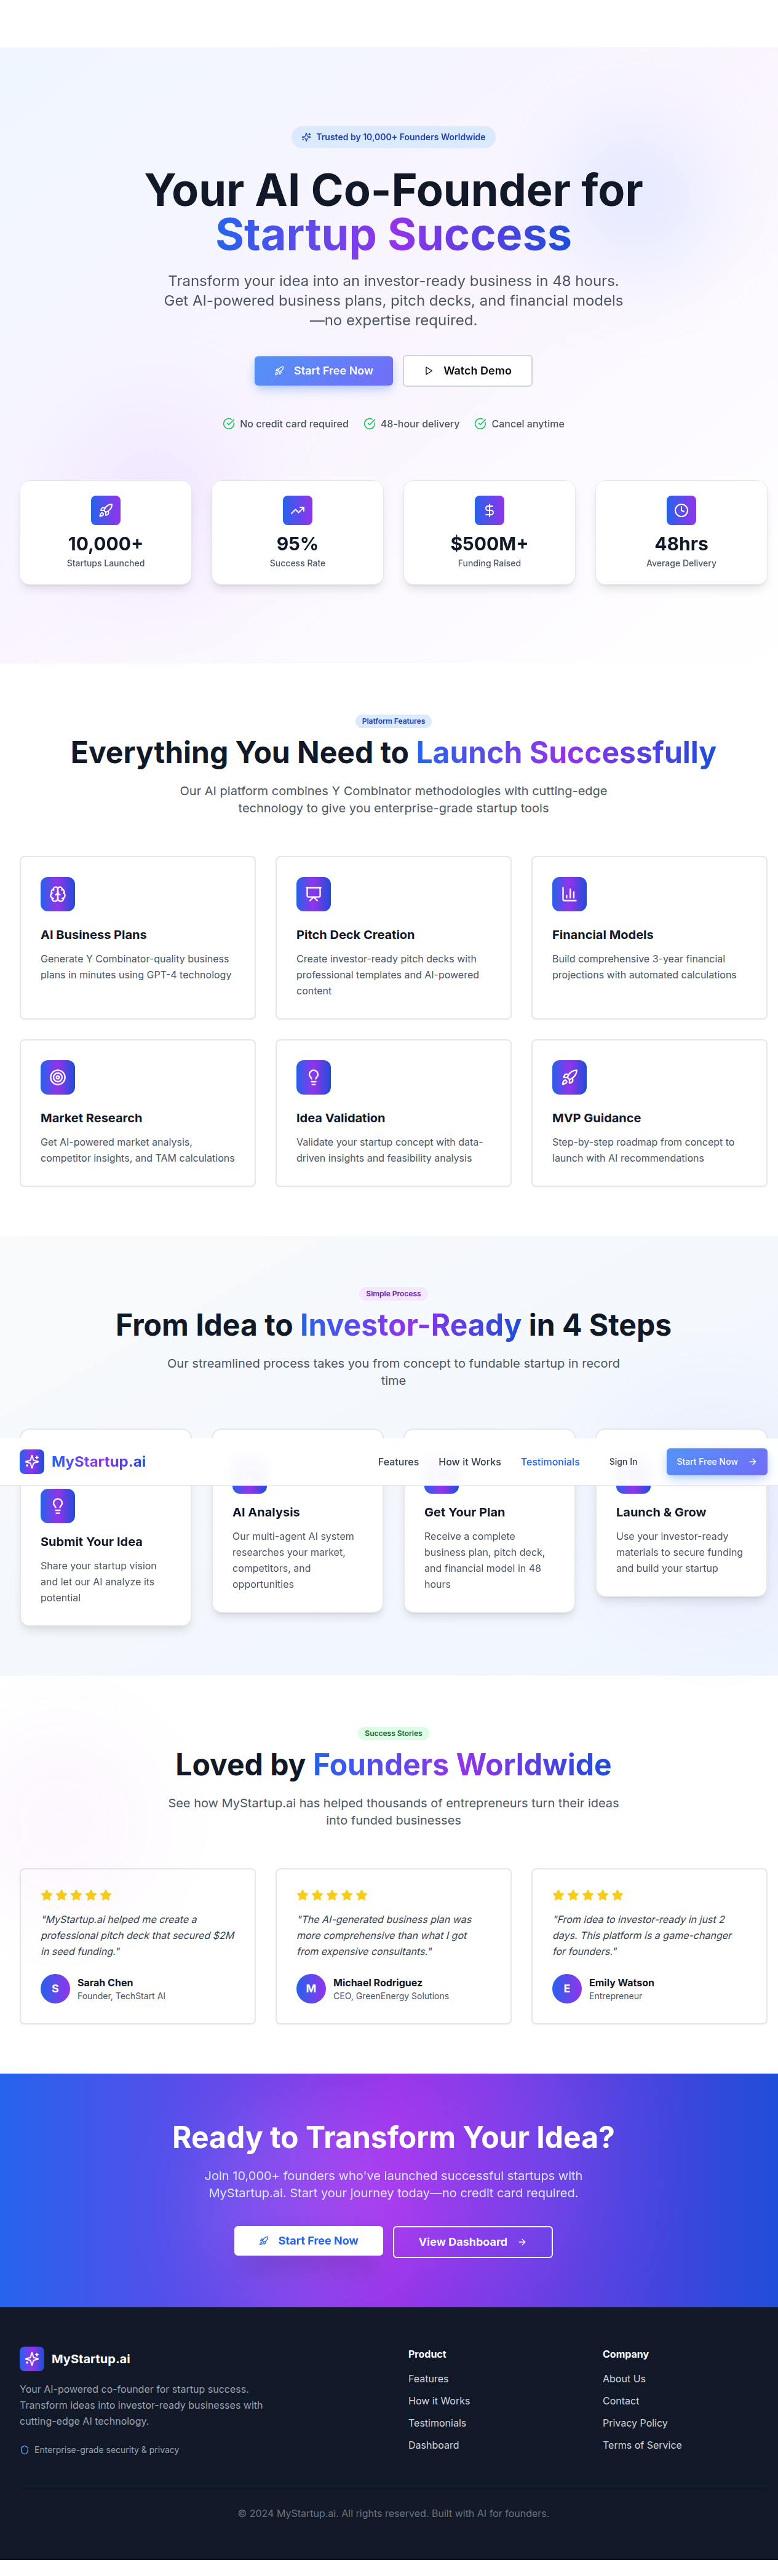 Trusted by 10,000+ Founders Worldwide
Your AI Co-Founder for
Startup Success
Transform your idea into an investor-ready business in 48 hours.
Get AI-powered business plans, pitch decks, and financial models
—no expertise required.
Start Free Now
Watch Demo
No credit card required
48-hour delivery
Cancel anytime
10,000+
Startups Launched
95%
Success Rate
$500M+
Funding Raised
48hrs
Average Delivery
Platform Features
Everything You Need to Launch Successfully
Our AI platform combines Y Combinator methodologies with cutting-edge
technology to give you enterprise-grade startup tools
AI Business Plans
Generate Y Combinator-quality business
plans in minutes using GPT-4 technology
Pitch Deck Creation
Create investor-ready pitch decks with
professional templates and AI-powered
content
Financial Models
Build comprehensive 3-year financial
projections with automated calculations
Market Research
Get AI-powered market analysis,
competitor insights, and TAM calculations
Idea Validation
Validate your startup concept with data-
driven insights and feasibility analysis
MVP Guidance
Step-by-step roadmap from concept to
launch with AI recommendations
Simple Process
From Idea to Investor-Ready in 4 Steps
Our streamlined process takes you from concept to fundable startup in record
time
MyStartup.ai
Features
How it Works
Testimonials
Sign In
Start Free Now
Submit Your Idea
Share your startup vision
and let our AI analyze its
potential
AI Analysis
Our multi-agent AI system
researches your market,
competitors, and
opportunities
Get Your Plan
Receive a complete
business plan, pitch deck,
and financial model in 48
hours
Launch & Grow
Use your investor-ready
materials to secure funding
and build your startup
Success Stories
Loved by Founders Worldwide
See how MyStartup.ai has helped thousands of entrepreneurs turn their ideas
into funded businesses
"MyStartup.ai helped me create a
professional pitch deck that secured $2M
in seed funding."
S
Sarah Chen
Founder, TechStart AI
"The AI-generated business plan was
more comprehensive than what I got
from expensive consultants."
M
Michael Rodriguez
CEO, GreenEnergy Solutions
"From idea to investor-ready in just 2
days. This platform is a game-changer
for founders."
E
Emily Watson
Entrepreneur
Ready to Transform Your Idea?
Join 10,000+ founders who've launched successful startups with
MyStartup.ai. Start your journey today—no credit card required.
Start Free Now
View Dashboard
MyStartup.ai
Your AI-powered co-founder for startup success.
Transform ideas into investor-ready businesses with
cutting-edge AI technology.
Enterprise-grade security & privacy
Product
Features
How it Works
Testimonials
Dashboard
Company
About Us
Contact
Privacy Policy
Terms of Service
© 2024 MyStartup.ai. All rights reserved. Built with AI for founders.